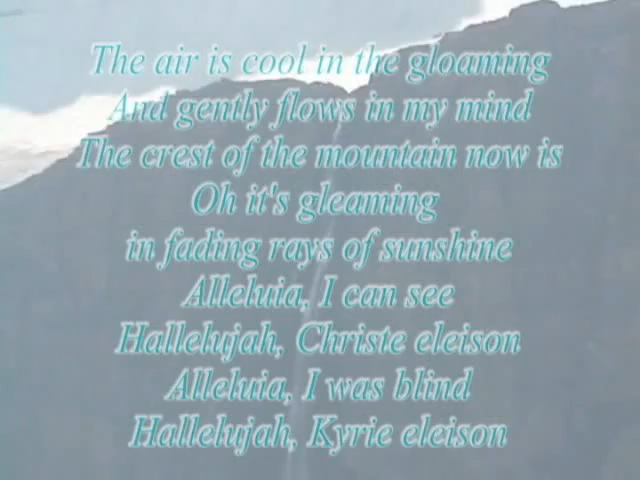 The air is cool in the gloaming
And gently flows in my mind
The crest of the mountain now is
Oh it's gleaming
in fading rays of sunshine
Alleluia, I can see
Hallelujah, Christe eleison
Alleluia, I was blind
Hallelujah, Kyrie eleison